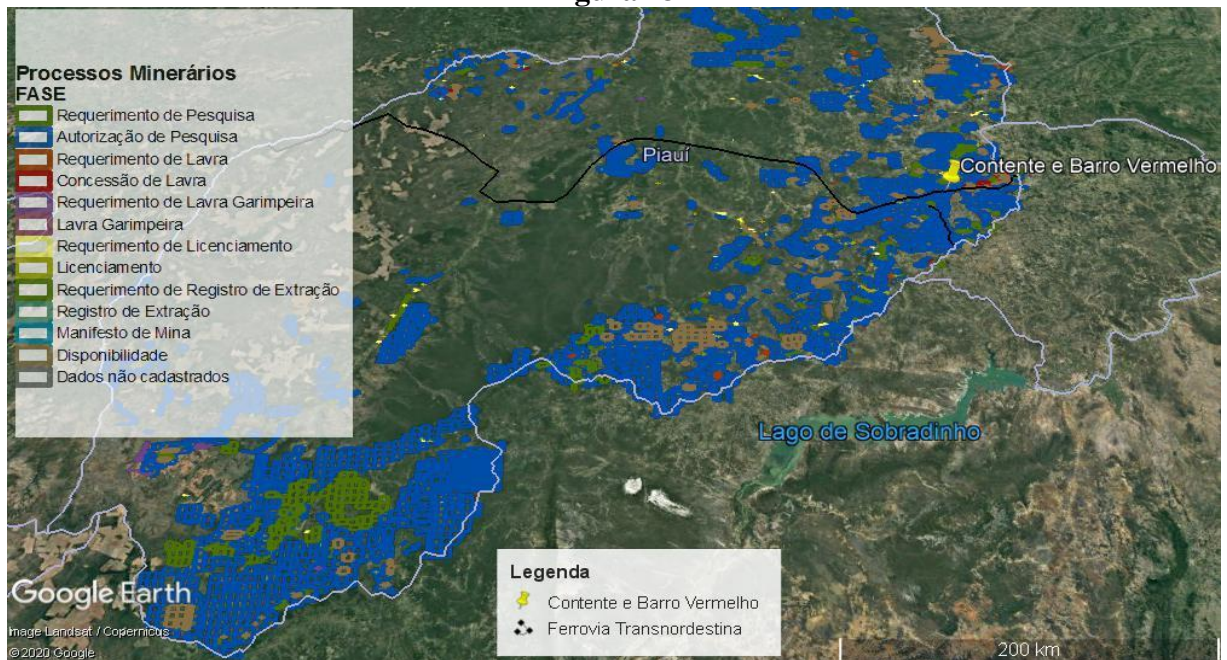 Processos Minerários
FASE
Requerimento de Pesquisa
Autorização de Pesquisa
Requerimento de Lavra
Concessão de Lavra
Requerimento de Lavra Garimpeira
Lavra Garimpeira
Requerimento de Licenciamento
Licenciamento
Requerimento de Registro de Extração
Registro de Extração
Manifesto de Mina
Disponibilidade
Dados não cadastrados
Piauí
Contente e Barro Vermelho
Lago de Sobradinho
Legenda
Contente e Barro Vermelho
Ferrovia Transnordestina
Google Earth
Image Landsat / Copernicus
© 2020 Google
200 km